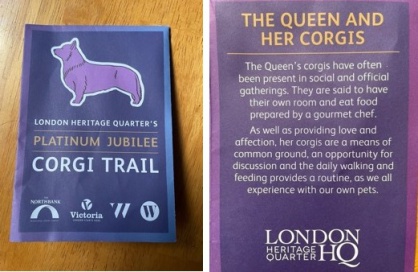 LONDON HERITAGE QUARTER'S
PLATINUM JUBILEE
CORGI TRAIL
NORTHBANK
Victoria
THE QUEEN AND
HER CORGIS
The Queen's corgis have often
been present in social and official
gatherings. They are said to have
their own room and eat food
prepared by a gourmet chef.
As well as providing love and
affection, her corgis are a means of
common ground, an opportunity for
discussion and the daily walking and
feeding provides a routine, as we all
experience with our own pets.
LONDON
HERITAGE
QUARTER
HQ